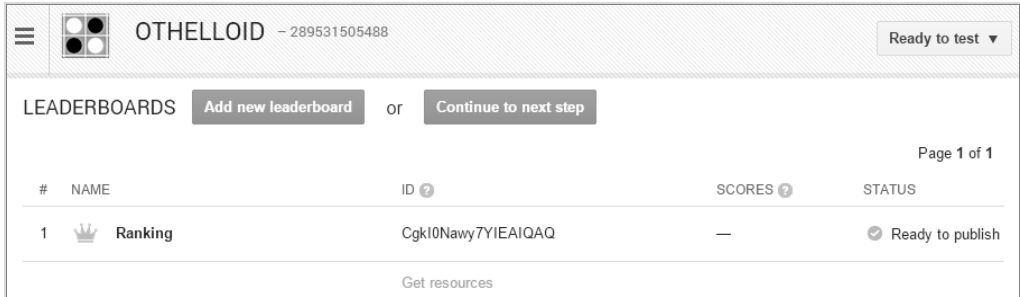 OTHELLOID – 289531505488
Ready to test
LEADERBOARDS Add new leaderboard or Continue to next step
Page 1 of 1
# NAME ID ? SCORES ? STATUS
1 Ranking CgkI0Nawy7YIEAIQAQ — Ready to publish
Get resources